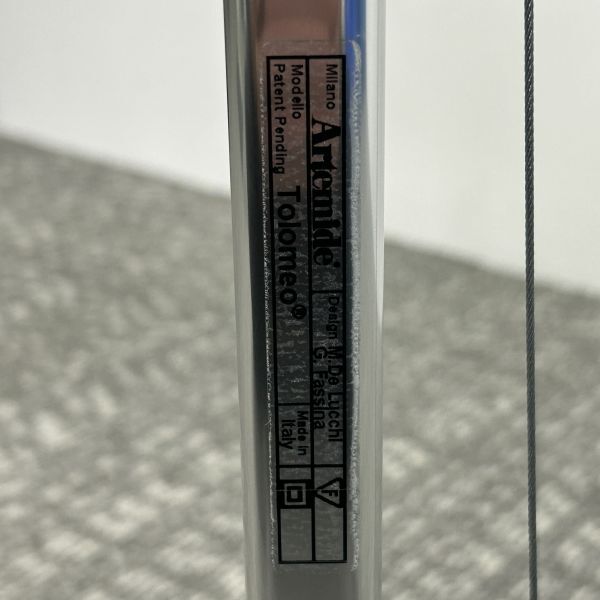 Milano Artemide® Design M. De Lucchi
G. Fassina
Modello
Patent Pending Tolomeo® Made in
Italy
F